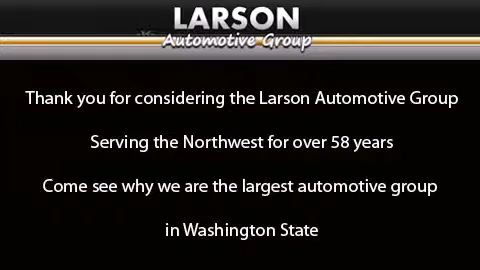 LARSON
Automotive Group
Thank you for considering the Larson Automotive Group
Serving the Northwest for over 58 years
Come see why we are the largest automotive group
in Washington State